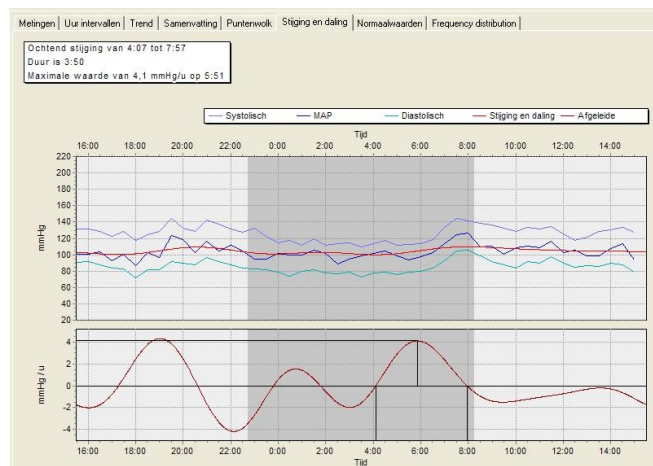 Metingen Uur intervallen Trend Samenvatting Puntenwolk Stijging en daling Normaalwaarden Frequency distribution
Ochtend stijging van 4:07 tot 7:57
Duur is 3:50
Maximale waarde van 4,1 mmHg/u op 5:51
Systolisch MAP Diastolisch Stijging en daling Afgeleide
Tijd
16:00 18:00 20:00 22:00 0:00 2:00 4:00 6:00 8:00 10:00 12:00 14:00
220
200
180
160
140
120
100
80
60
40
20
mmHg
4
2
0
-2
-4
mmHg / u
16:00 18:00 20:00 22:00 0:00 2:00 4:00 6:00 8:00 10:00 12:00 14:00
Tijd